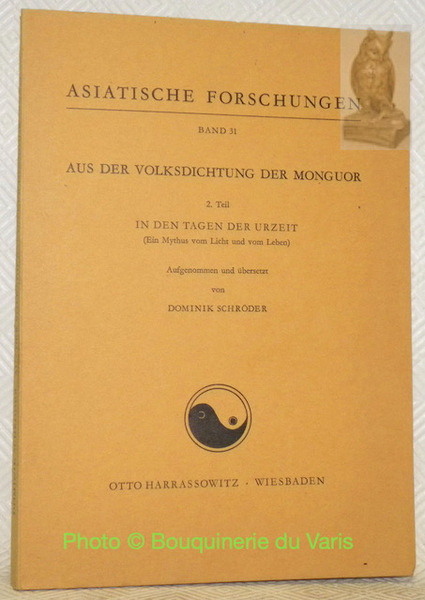 ASIATISCHE FORSCHUNGEN
BAND 31
AUS DER VOLKSDICHTUNG DER MONGUOR
2. Teil
IN DEN TAGEN DER URZEIT
(Ein Mythus vom Licht und vom Leben)
Aufgenommen und übersetzt
von
DOMINIK SCHRÖDER
OTTO HARRASSOWITZ · WIESBADEN
Photo © Bouquinerie du Varis